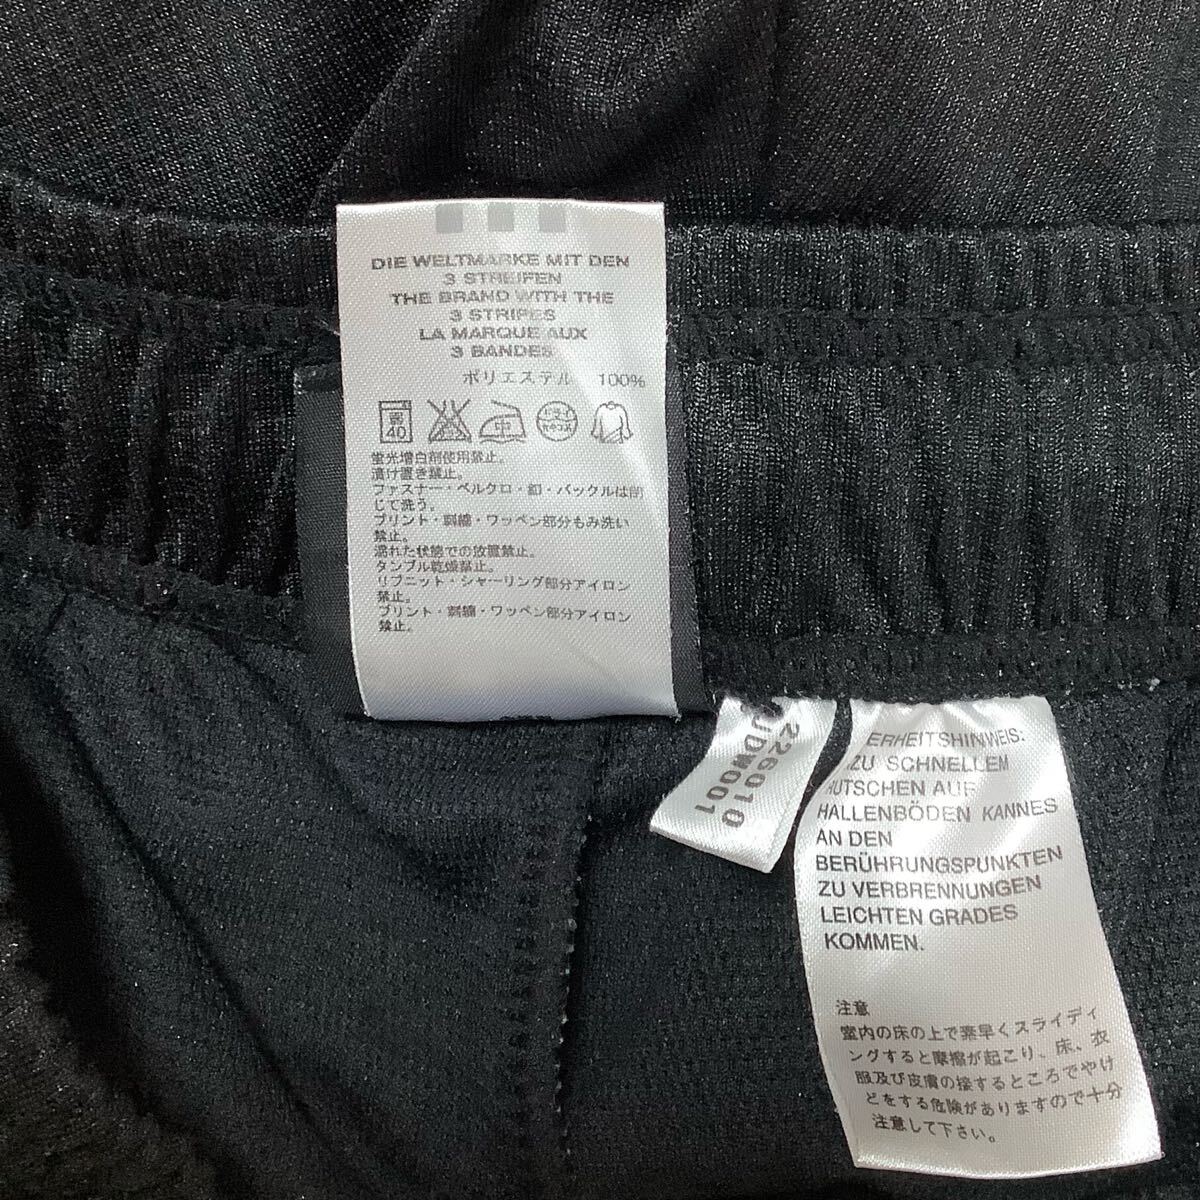 DIE WELTMARKE MIT DEN
3 STREIFEN
THE BRAND WITH THE
3 STRIPES
LA MARQUE AUX
3 BANDES
ポリエステル 100%
弱
40
中
ドライ
セキユ系
蛍光増白剤使用禁止。
漬け置き禁止。
ファスナー・ベルクロ・釦・バックルは閉
じて洗う。
プリント・刺繍・ワッペン部分もみ洗い
禁止。
濡れた状態での放置禁止。
タンブル乾燥禁止。
リブニット・シャーリング部分アイロン
禁止。
プリント・刺繍・ワッペン部分アイロン
禁止。
226010
JDW001
ERHEITSHINWEIS:
ZU SCHNELLEM
RUTSCHEN AUF
HALLENBÖDEN KANNES
AN DEN
BERÜHRUNGSPUNKTEN
ZU VERBRENNUNGEN
LEICHTEN GRADES
KOMMEN.
注意
室内の床の上で素早くスライディ
ングすると摩擦が起こり、床、衣
服及び皮膚の接するところでやけ
どをする危険がありますので十分
注意して下さい。